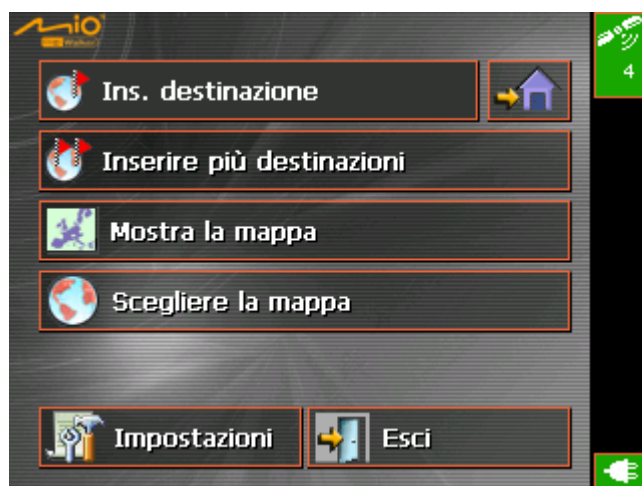 Mio
Ins. destinazione
4
Inserire più destinazioni
Mostra la mappa
Scegliere la mappa
Impostazioni
Esci